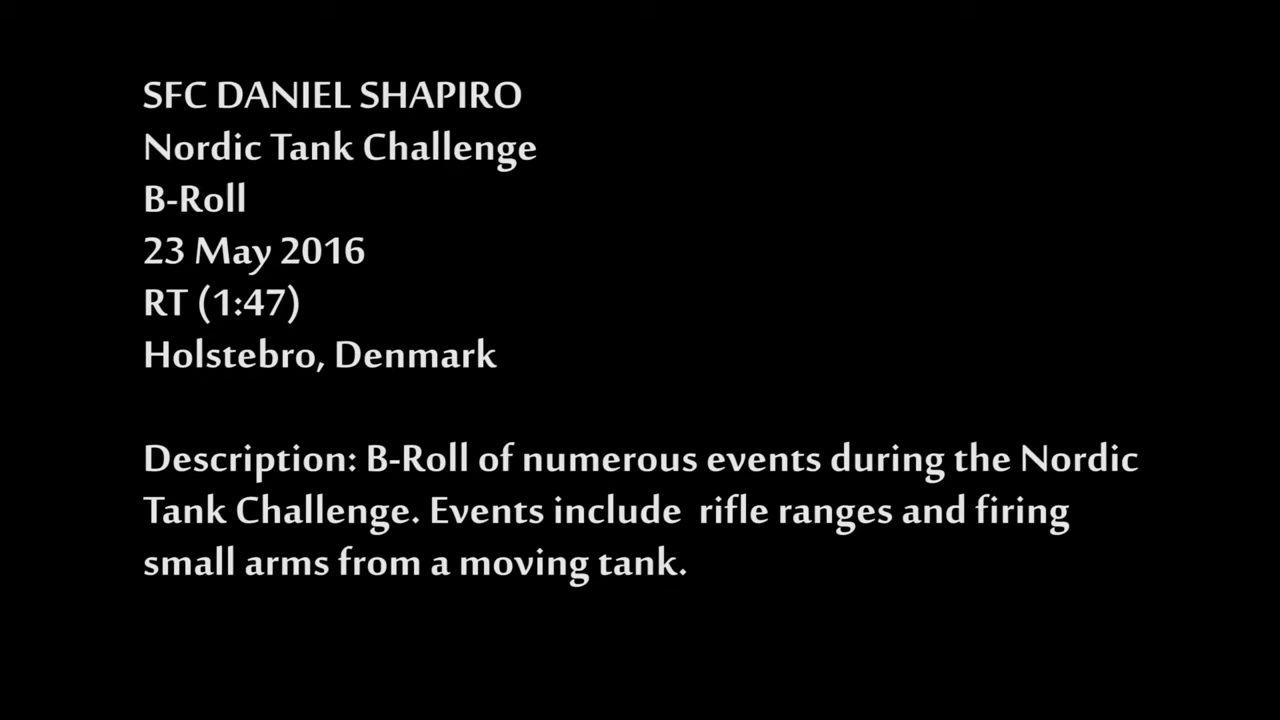 SFC DANIEL SHAPIRO
Nordic Tank Challenge
B-Roll
23 May 2016
RT (1:47)
Holstebro, Denmark
Description: B-Roll of numerous events during the Nordic
Tank Challenge. Events include  rifle ranges and firing
small arms from a moving tank.